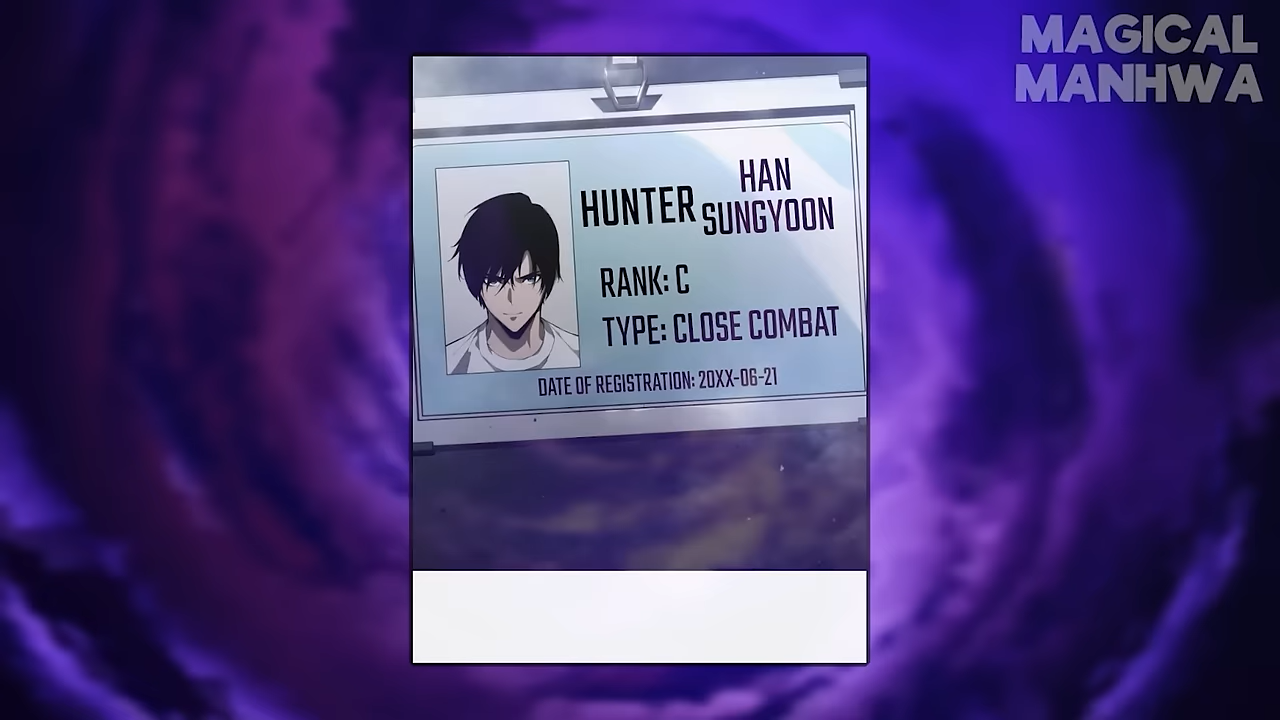 MAGICAL
MANHWA
HUNTER HAN
SUNGYOON
RANK: C
TYPE: CLOSE COMBAT
DATE OF REGISTRATION: 20XX-06-21